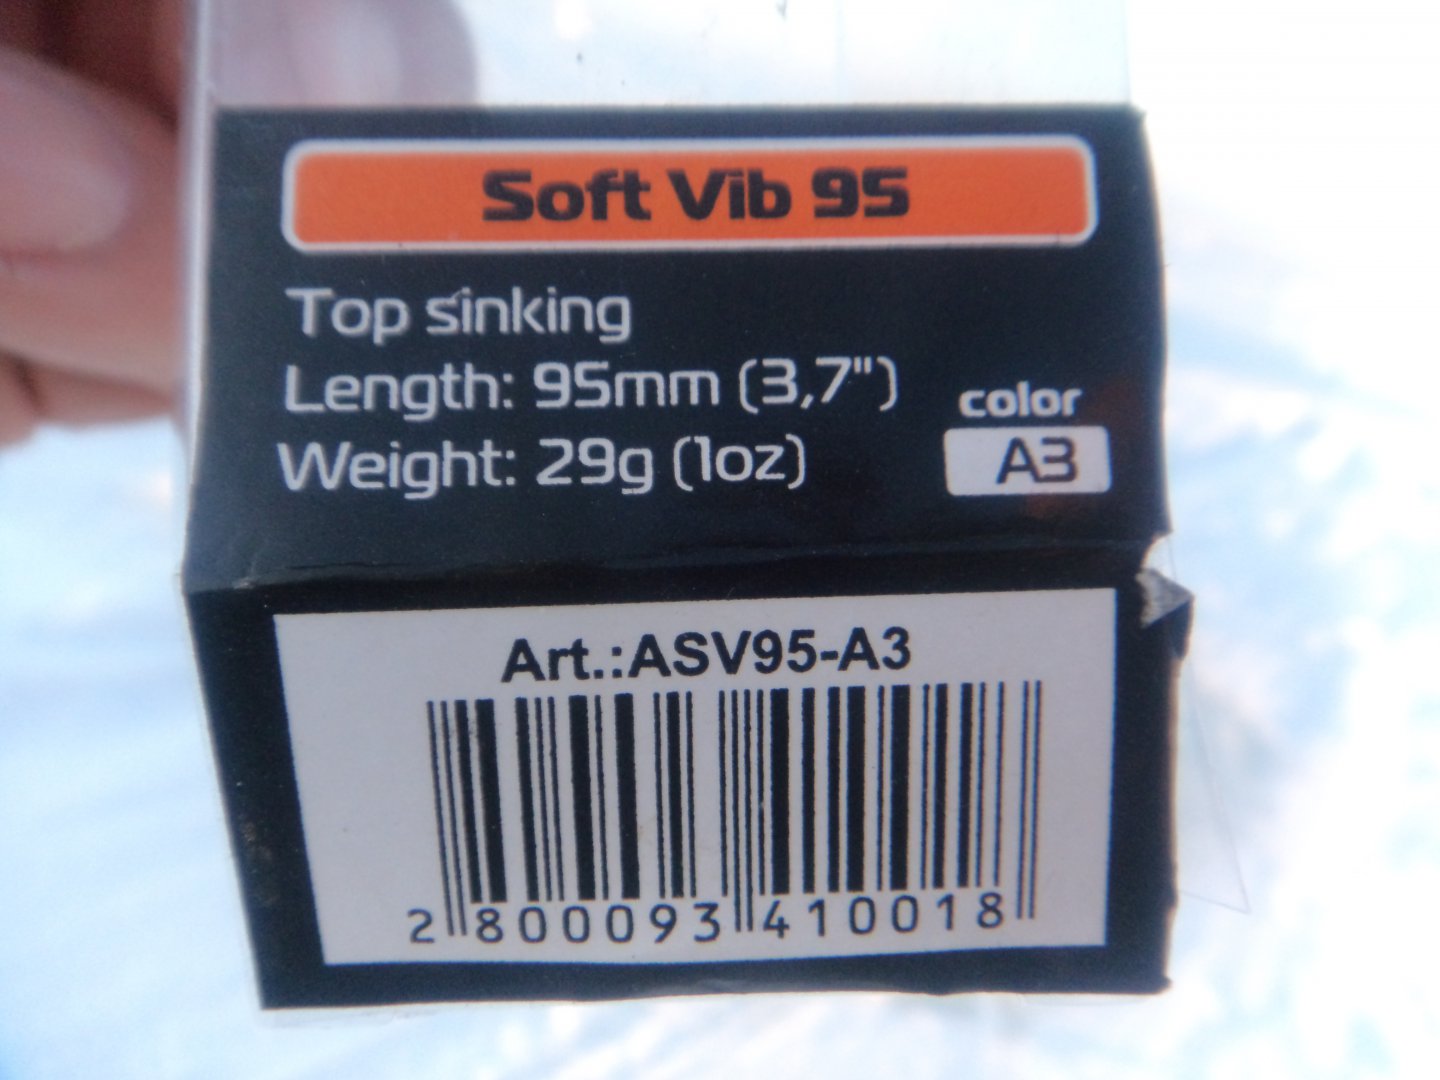 Soft Vib 95
Top sinking
Length: 95mm (3,7")
Weight: 29g (1oz)
color
A3
Art.:ASV95-A3
2 800093 410018